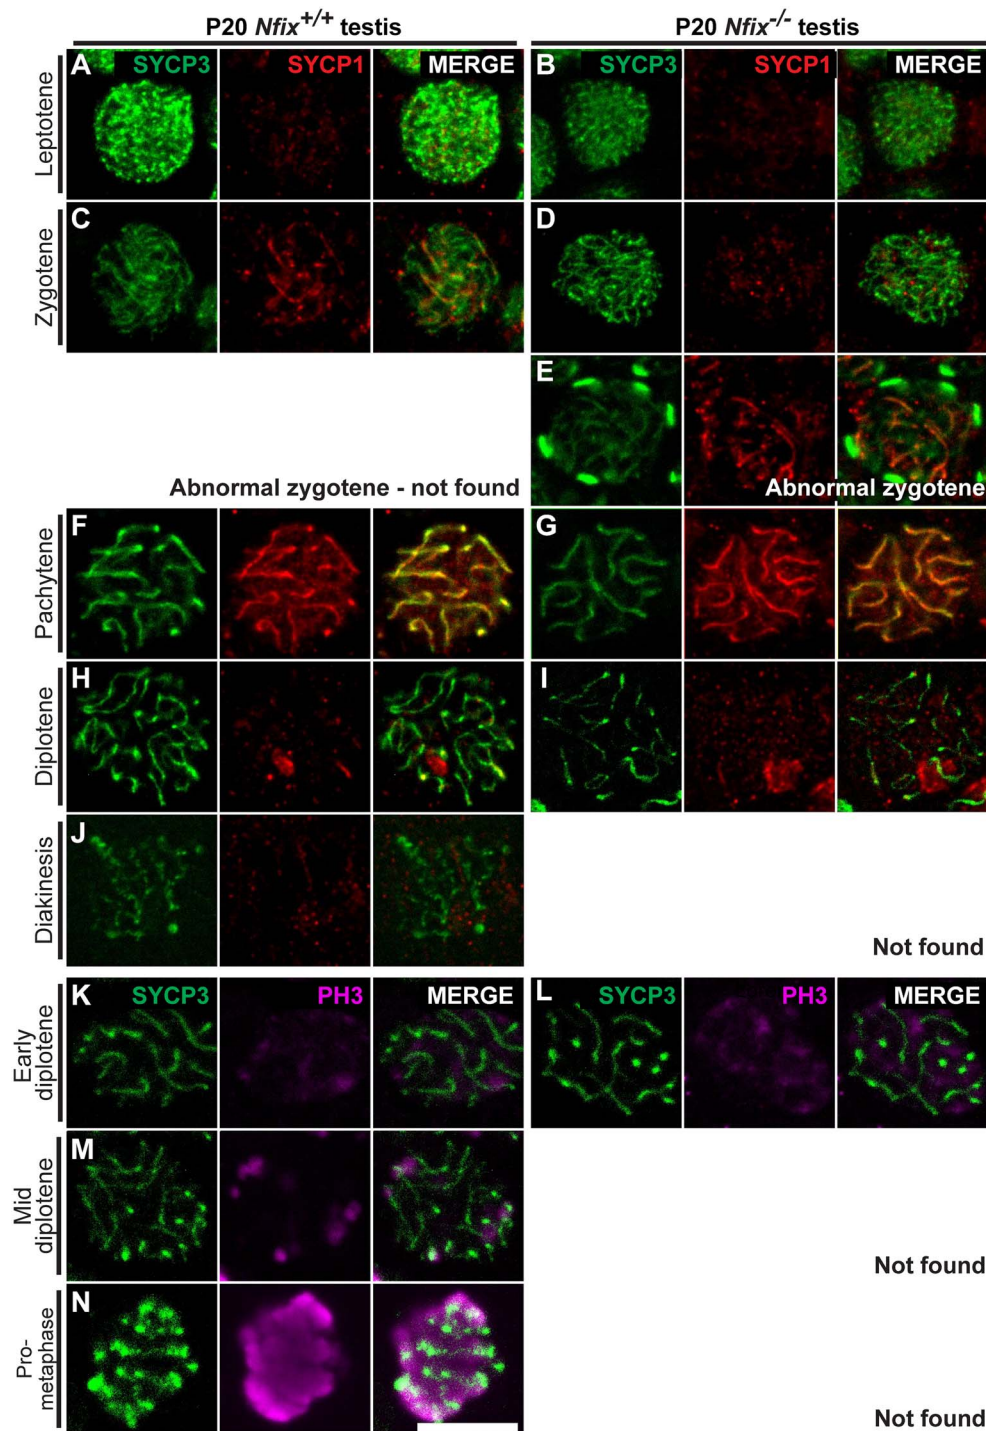 P20 Nfix+/+ testis
P20 Nfix-/- testis
A SYCP3 SYCP1 MERGE
B SYCP3 SYCP1 MERGE
Leptotene
C
D
Zygotene
E
Abnormal zygotene - not found
Abnormal zygotene
F
G
Pachytene
H
I
Diplotene
J
Diakinesis
Not found
K SYCP3 PH3 MERGE
L SYCP3 PH3 MERGE
Early
diplotene
M
Mid
diplotene
Not found
N
Pro-
metaphase
Not found